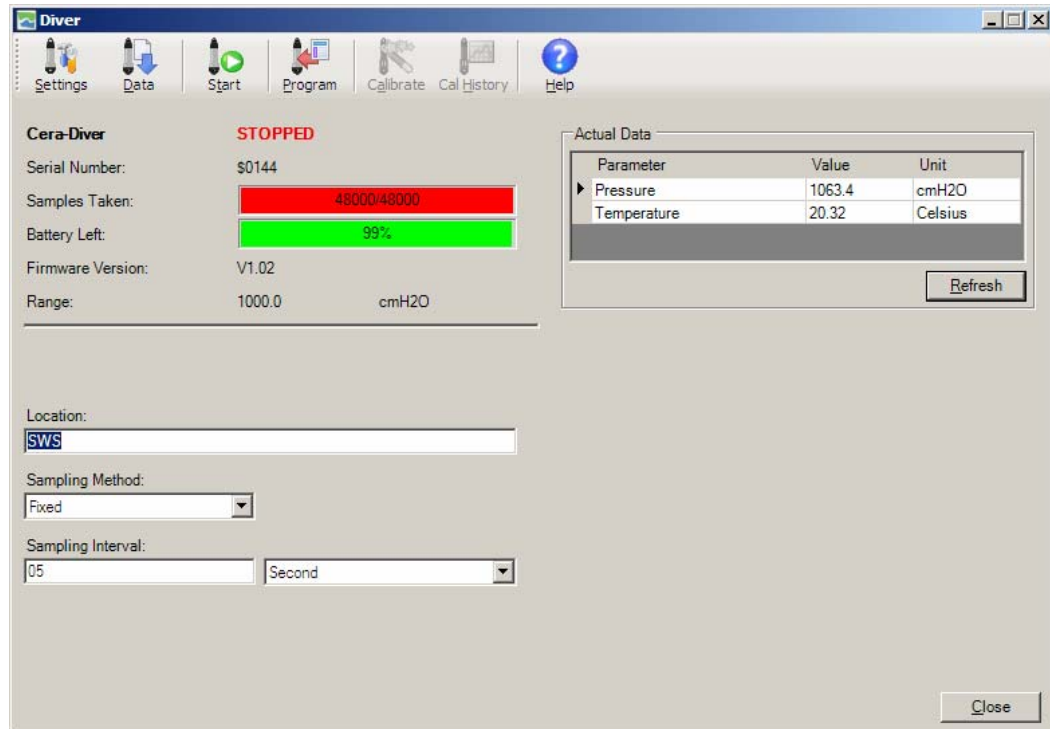 Diver
Settings Data Start Program Calibrate Cal History Help
Cera-Diver STOPPED
Serial Number: $0144
Samples Taken: 48000/48000
Battery Left: 99%
Firmware Version: V1.02
Range: 1000.0 cmH2O
Actual Data
Parameter Value Unit
Pressure 1063.4 cmH2O
Temperature 20.32 Celsius
Refresh
Location:
SWS
Sampling Method:
Fixed
Sampling Interval:
05 Second
Close